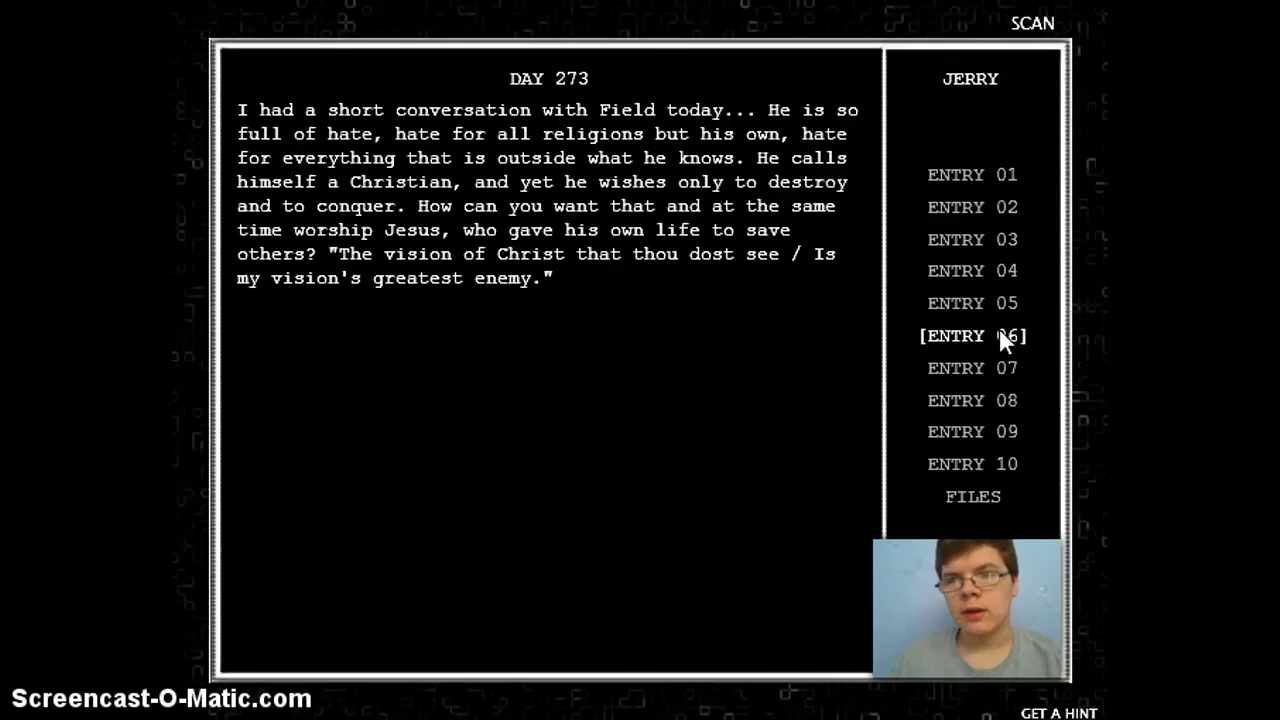 SCAN
DAY 273
I had a short conversation with Field today... He is so
full of hate, hate for all religions but his own, hate
for everything that is outside what he knows. He calls
himself a Christian, and yet he wishes only to destroy
and to conquer. How can you want that and at the same
time worship Jesus, who gave his own life to save
others? "The vision of Christ that thou dost see / Is
my vision's greatest enemy."
JERRY
ENTRY 01
ENTRY 02
ENTRY 03
ENTRY 04
ENTRY 05
[ENTRY 06]
ENTRY 07
ENTRY 08
ENTRY 09
ENTRY 10
FILES
Screencast-O-Matic.com
GET A HINT